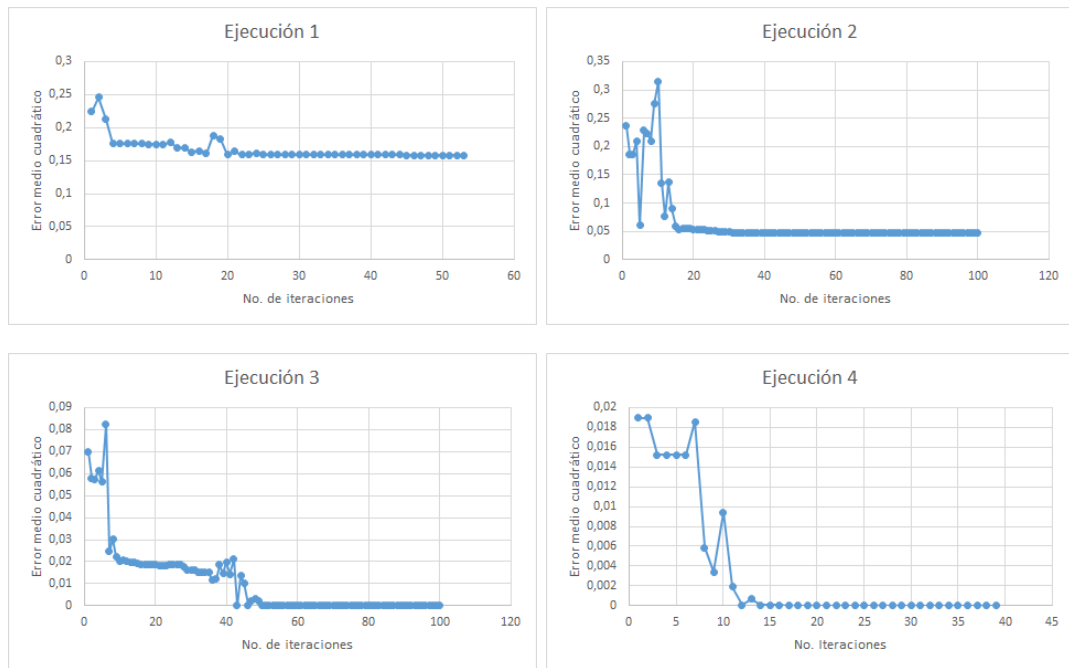 Ejecución 1
Error medio cuadrático
0,3
0,25
0,2
0,15
0,1
0,05
0
0 10 20 30 40 50 60
No. de iteraciones
Ejecución 2
Error medio cuadrático
0,35
0,3
0,25
0,2
0,15
0,1
0,05
0
0 20 40 60 80 100 120
No. de iteraciones
Ejecución 3
Error medio cuadrático
0,09
0,08
0,07
0,06
0,05
0,04
0,03
0,02
0,01
0
0 20 40 60 80 100 120
No. de iteraciones
Ejecución 4
Error medio cuadrático
0,02
0,018
0,016
0,014
0,012
0,01
0,008
0,006
0,004
0,002
0
0 5 10 15 20 25 30 35 40 45
No. Iteraciones